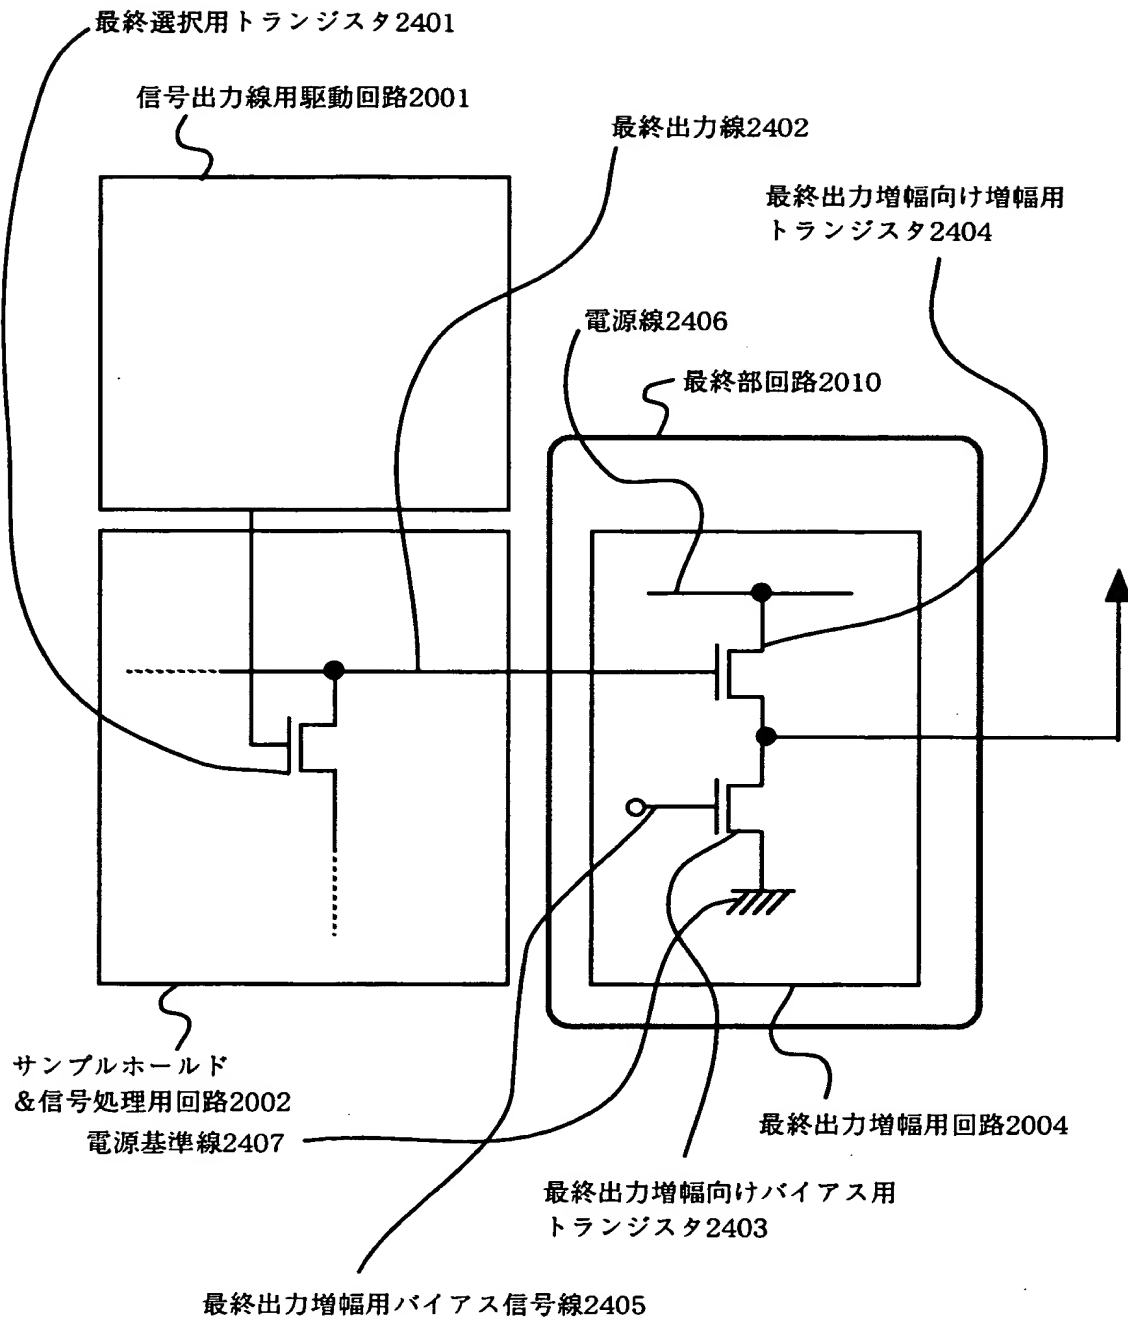 最終選択用トランジスタ2401
信号出力線用駆動回路2001
最終出力線2402
最終出力増幅向け増幅用
トランジスタ2404
電源線2406
最終部回路2010
サンプルホールド
&信号処理用回路2002
電源基準線2407
最終出力増幅用回路2004
最終出力増幅向けバイアス用
トランジスタ2403
最終出力増幅用バイアス信号線2405